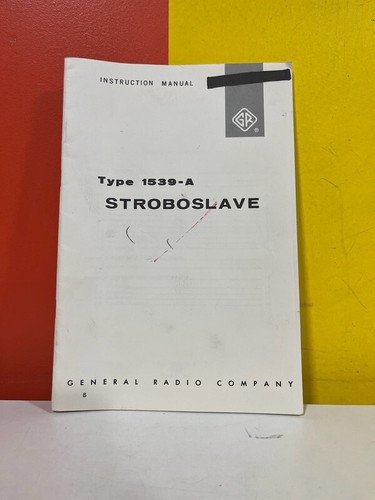 INSTRUCTION MANUAL
GR
®
Type 1539-A
STROBOSLAVE
GENERAL RADIO COMPANY
B